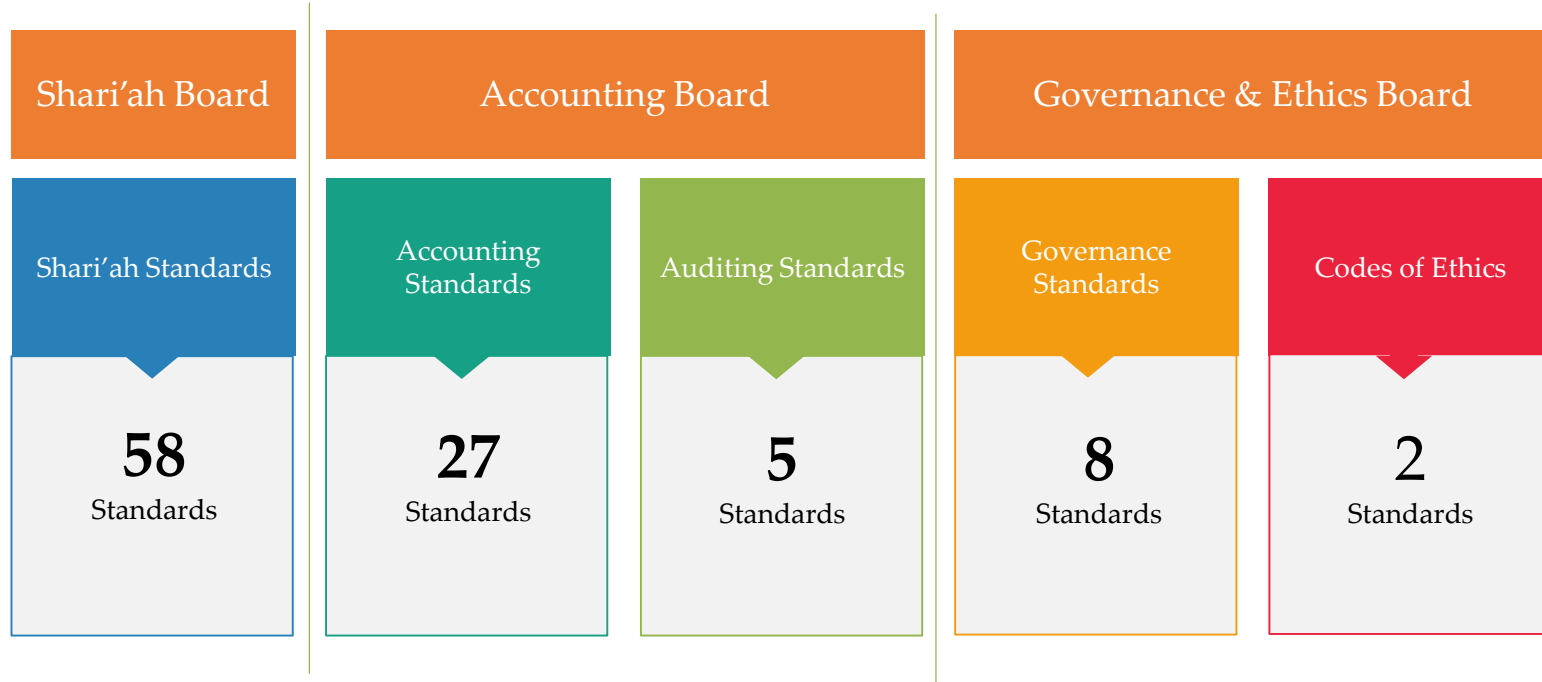 Shari’ah Board
Accounting Board
Governance & Ethics Board
Shari’ah Standards
Accounting
Standards
Auditing Standards
Governance
Standards
Codes of Ethics
58
Standards
27
Standards
5
Standards
8
Standards
2
Standards